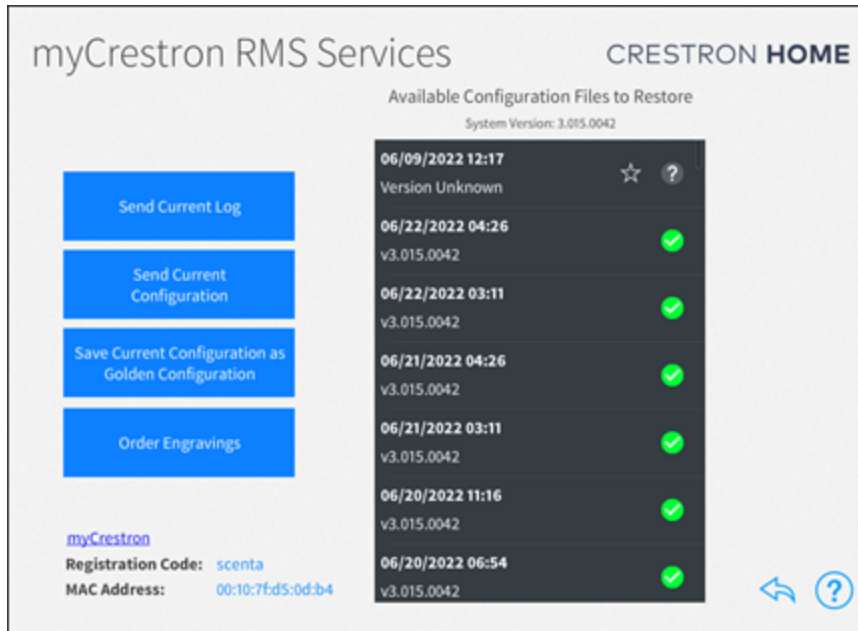 myCrestron RMS Services
CRESTRON HOME
Available Configuration Files to Restore
System Version: 3.015.0042
Send Current Log
Send Current
Configuration
Save Current Configuration as
Golden Configuration
Order Engravings
06/09/2022 12:17
Version Unknown
?
06/22/2022 04:26
v3.015.0042
06/22/2022 03:11
v3.015.0042
06/21/2022 04:26
v3.015.0042
06/21/2022 03:11
v3.015.0042
06/20/2022 11:16
v3.015.0042
06/20/2022 06:54
v3.015.0042
myCrestron
Registration Code: scenta
MAC Address: 00:10:7f:d5:0d:b4
?